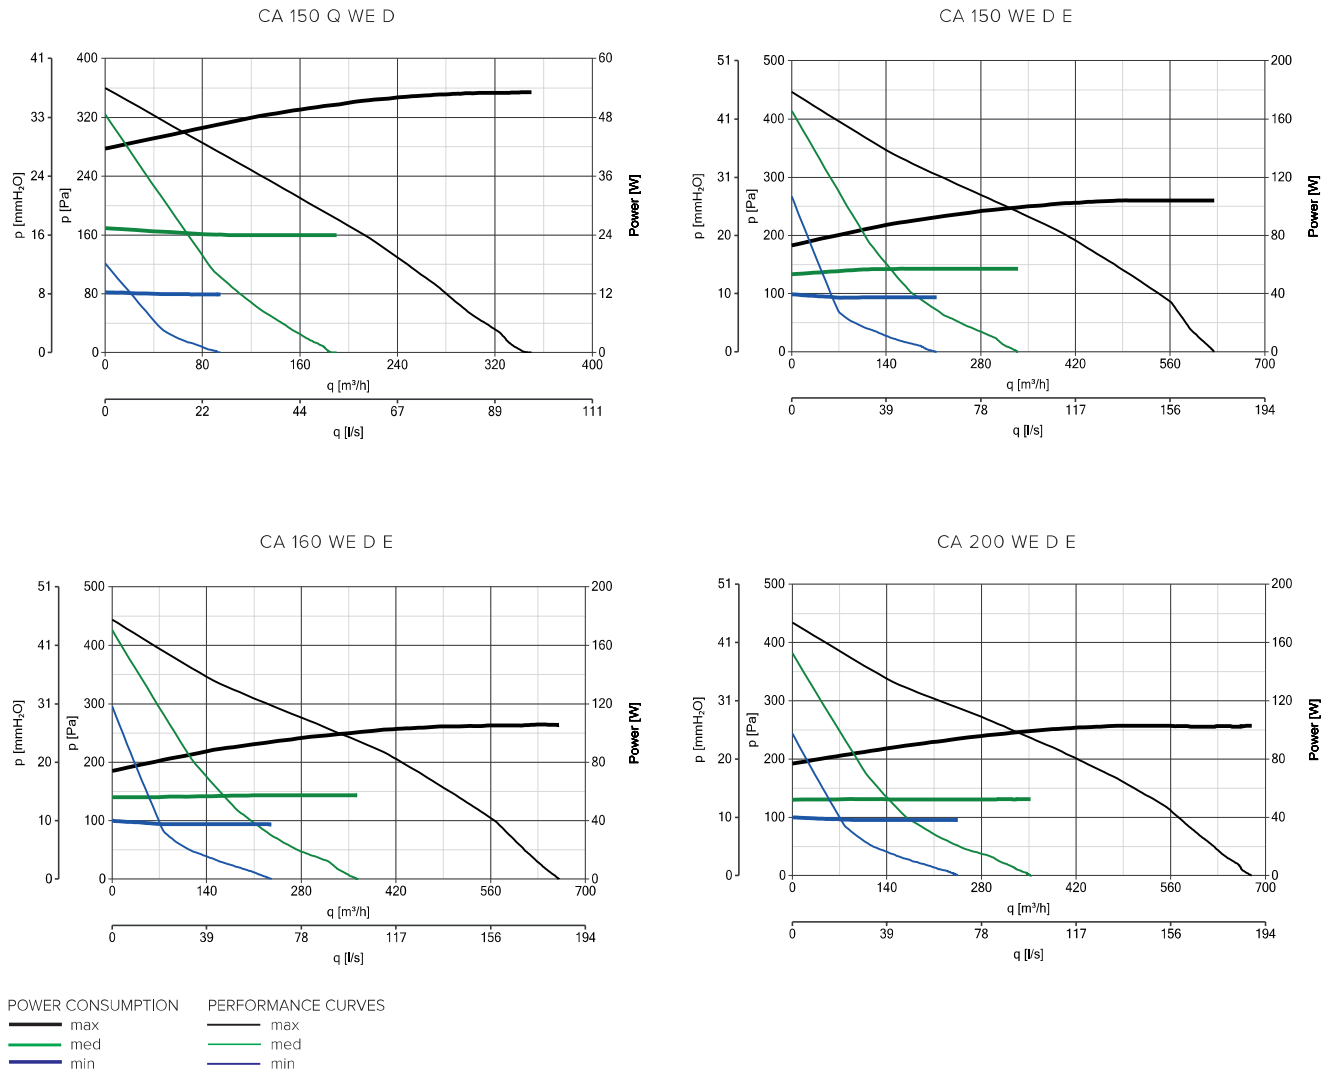 CA 150 Q WE D
41
33
24
16
8
0
p [mmH₂O]
400
320
240
160
80
0
p [Pa]
60
48
36
24
12
0
Power [W]
0 80 160 240 320 400
q [m³/h]
0 22 44 67 89 111
q [l/s]
CA 150 WE D E
51
41
31
20
10
0
p [mmH₂O]
500
400
300
200
100
0
p [Pa]
200
160
120
80
40
0
Power [W]
0 140 280 420 560 700
q [m³/h]
0 39 78 117 156 194
q [l/s]
CA 160 WE D E
51
41
31
20
10
0
p [mmH₂O]
500
400
300
200
100
0
p [Pa]
200
160
120
80
40
0
Power [W]
0 140 280 420 560 700
q [m³/h]
0 39 78 117 156 194
q [l/s]
CA 200 WE D E
51
41
31
20
10
0
p [mmH₂O]
500
400
300
200
100
0
p [Pa]
200
160
120
80
40
0
Power [W]
0 140 280 420 560 700
q [m³/h]
0 39 78 117 156 194
q [l/s]
POWER CONSUMPTION
max
med
min
PERFORMANCE CURVES
max
med
min